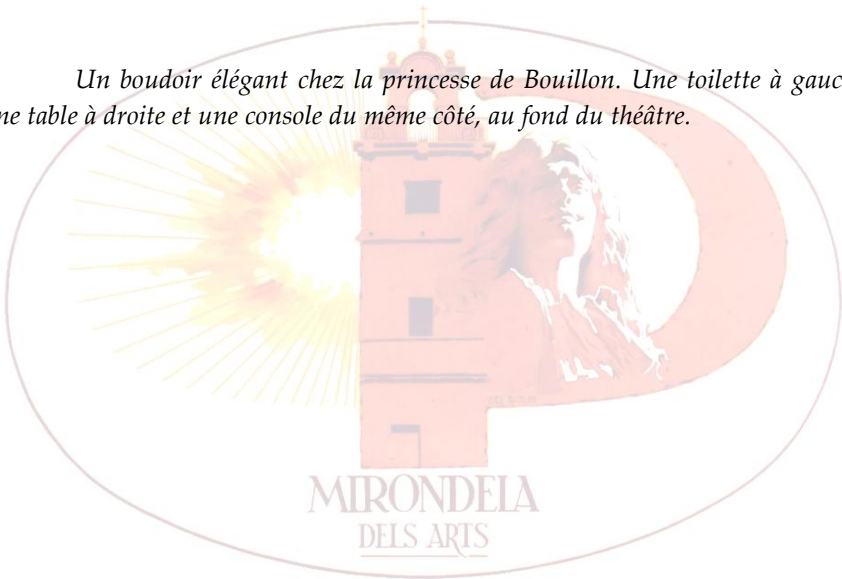 Un boudoir élégant chez la princesse de Bouillon. Une toilette à gauc
ne table à droite et une console du même côté, au fond du théâtre.
MIRONDELA
DELS ARTS